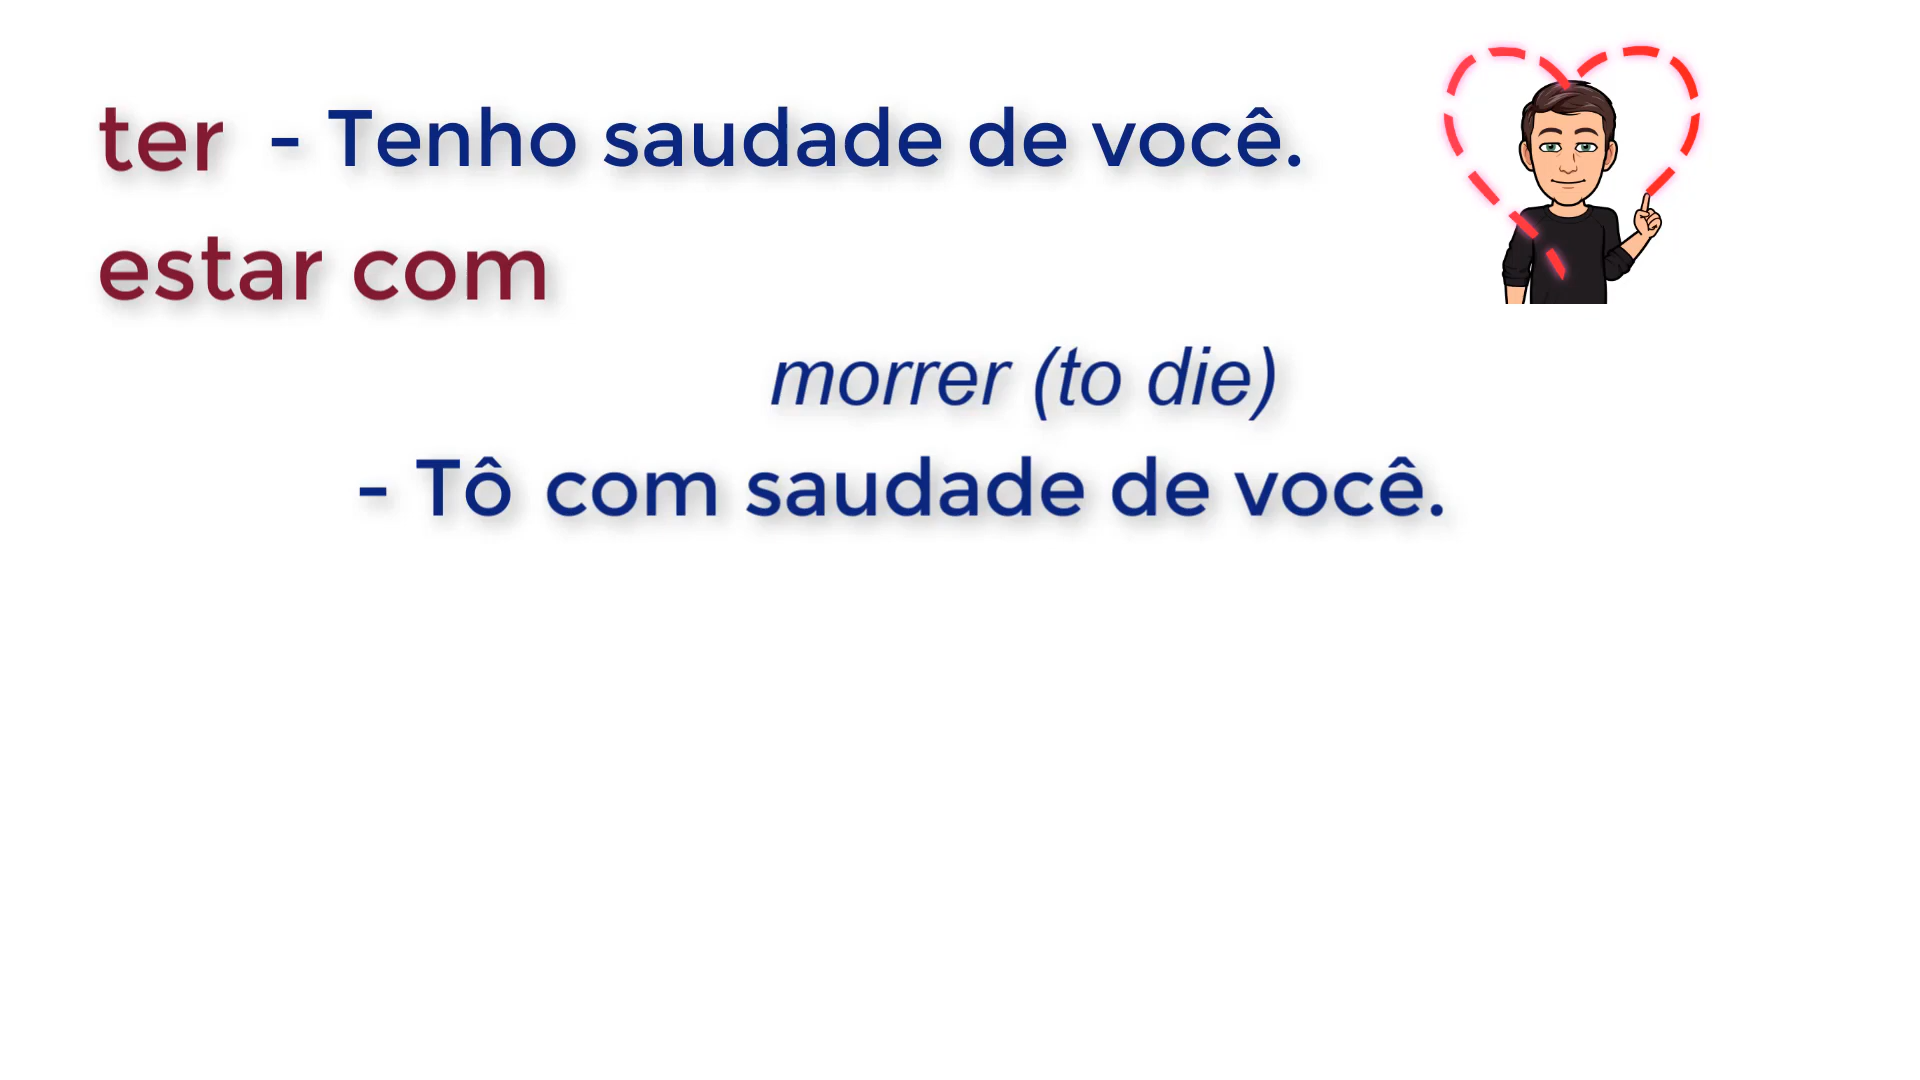 ter - Tenho saudade de você.
estar com
morrer (to die)
- Tô com saudade de você.